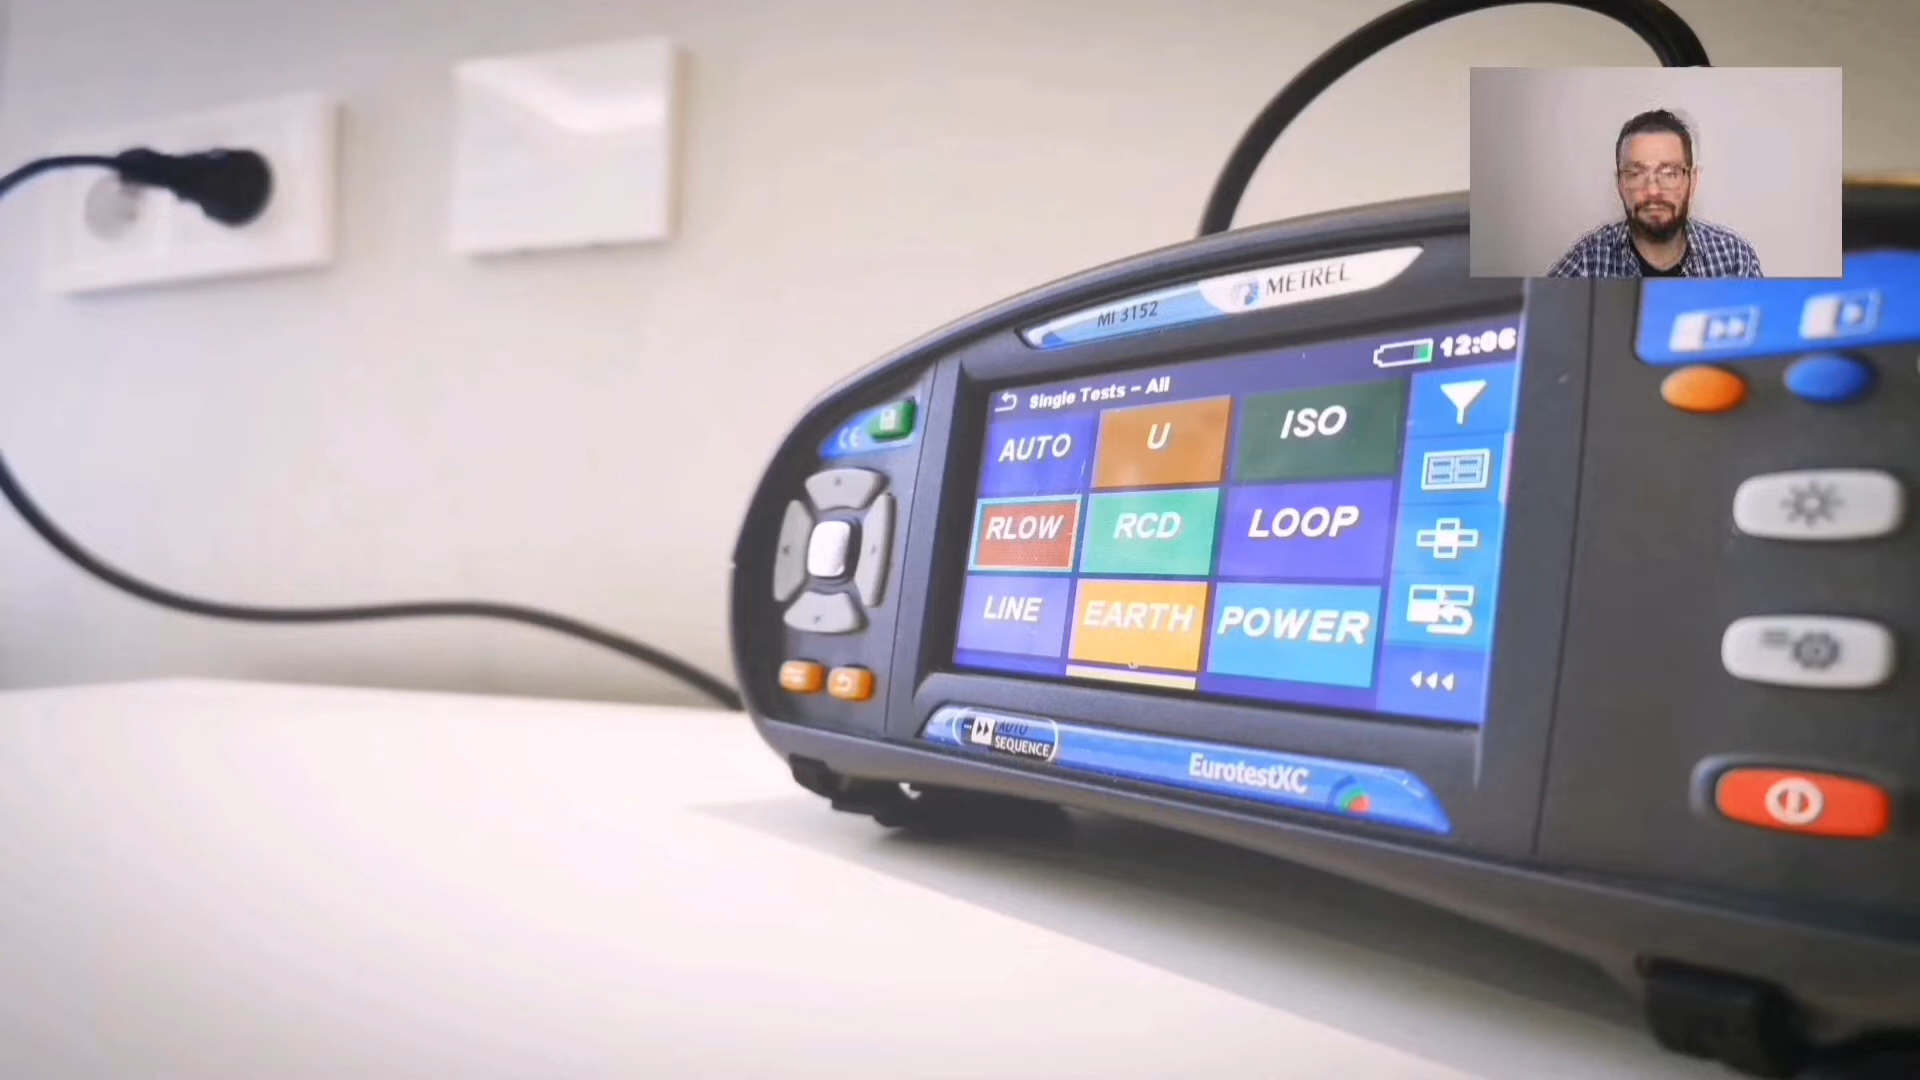 METREL
MI 3152
12:06
Single Tests - All
AUTO
U
ISO
RLOW
RCD
LOOP
LINE
EARTH
POWER
CE
AUTO
SEQUENCE
EurotestXC